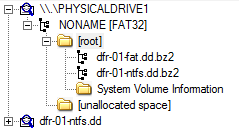 \\.\PHYSICALDRIVE1
NONAME [FAT32]
[root]
dfr-01-fat.dd.bz2
dfr-01-ntfs.dd.bz2
System Volume Information
[unallocated space]
dfr-01-ntfs.dd